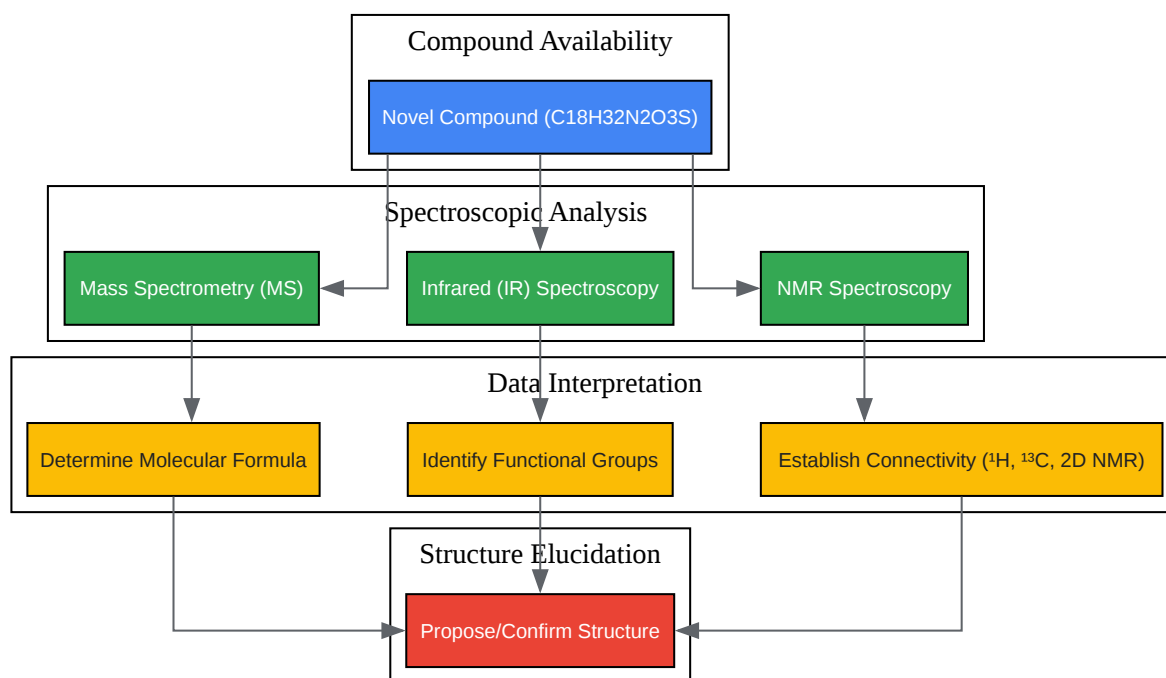 Compound Availability
Novel Compound (C18H32N2O3S)
Spectroscopic Analysis
Mass Spectrometry (MS)
Infrared (IR) Spectroscopy
NMR Spectroscopy
Data Interpretation
Determine Molecular Formula
Identify Functional Groups
Establish Connectivity (¹H, ¹³C, 2D NMR)
Structure Elucidation
Propose/Confirm Structure